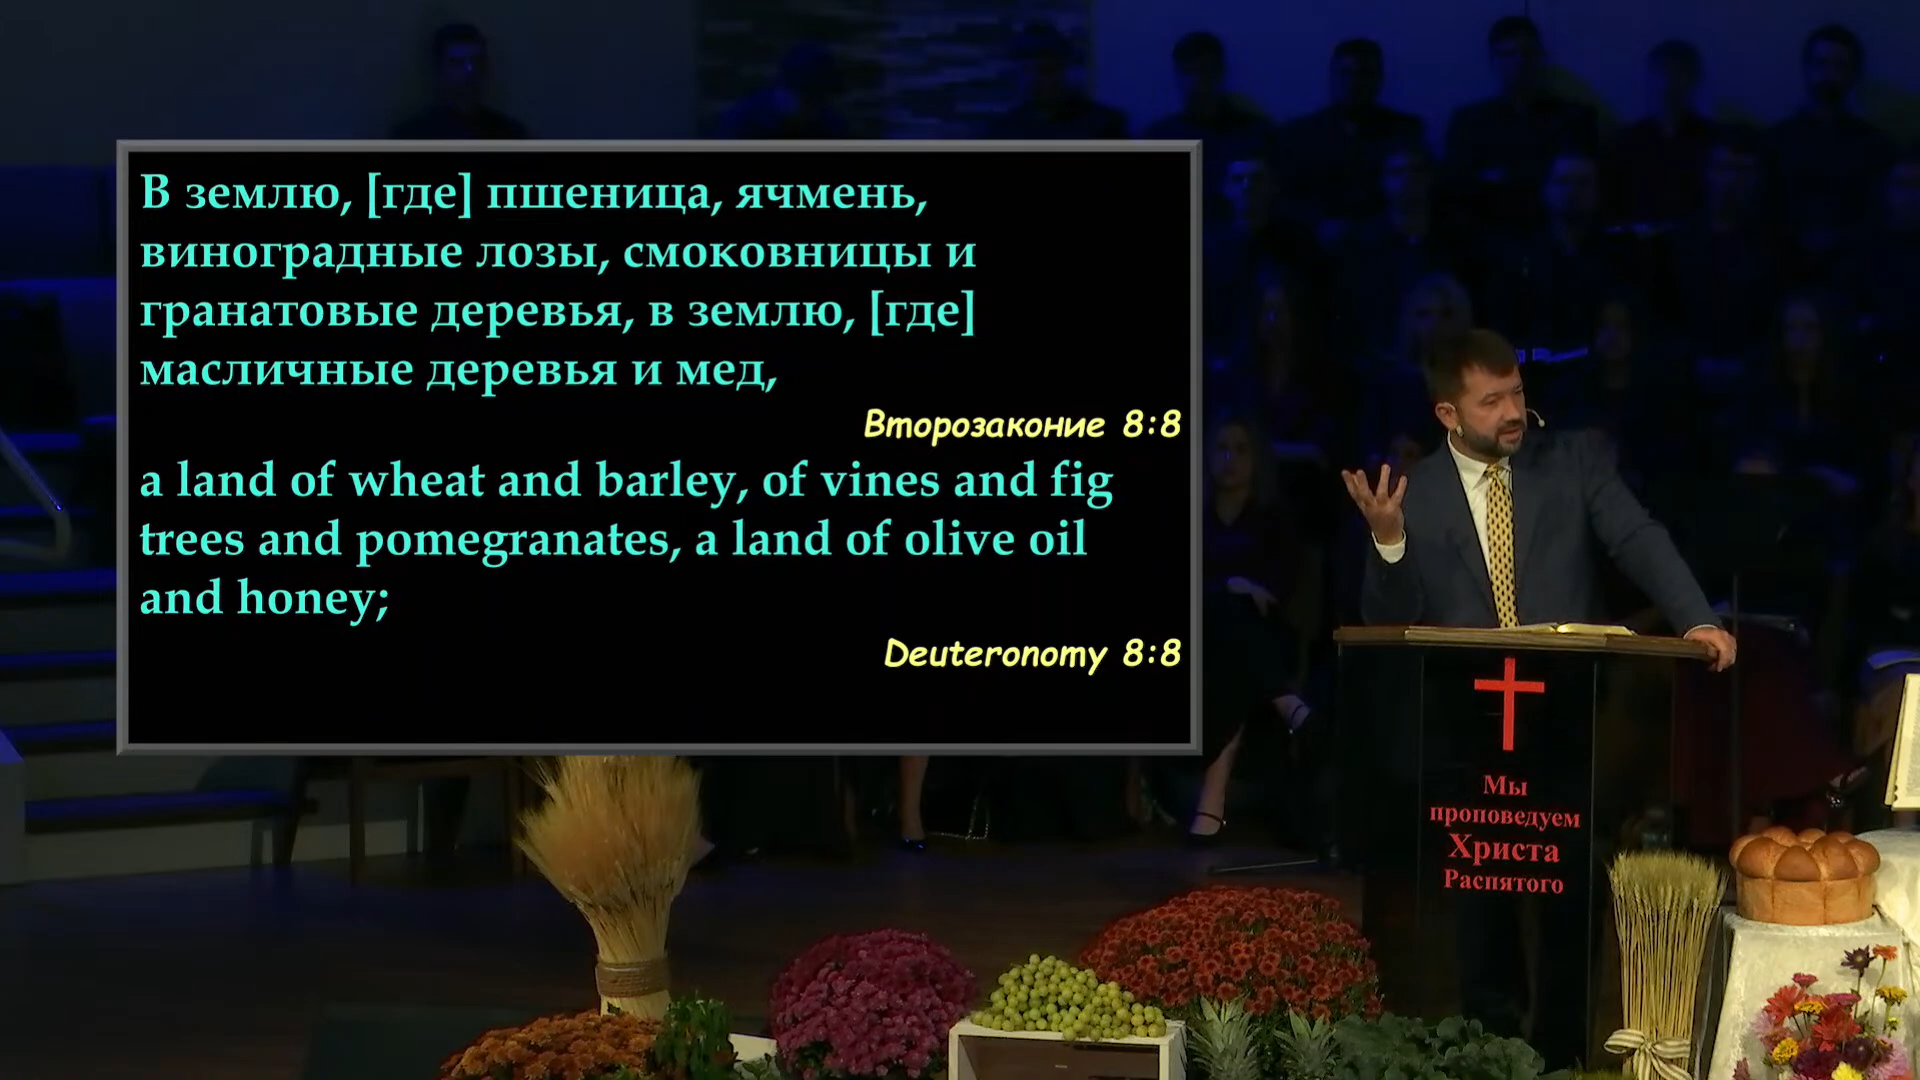 В землю, [где] пшеница, ячмень,
виноградные лозы, смоковницы и
гранатовые деревья, в землю, [где]
масличные деревья и мед,
Второзаконие 8:8
a land of wheat and barley, of vines and fig
trees and pomegranates, a land of olive oil
and honey;
Deuteronomy 8:8
Мы
проповедуем
Христа
Распятого